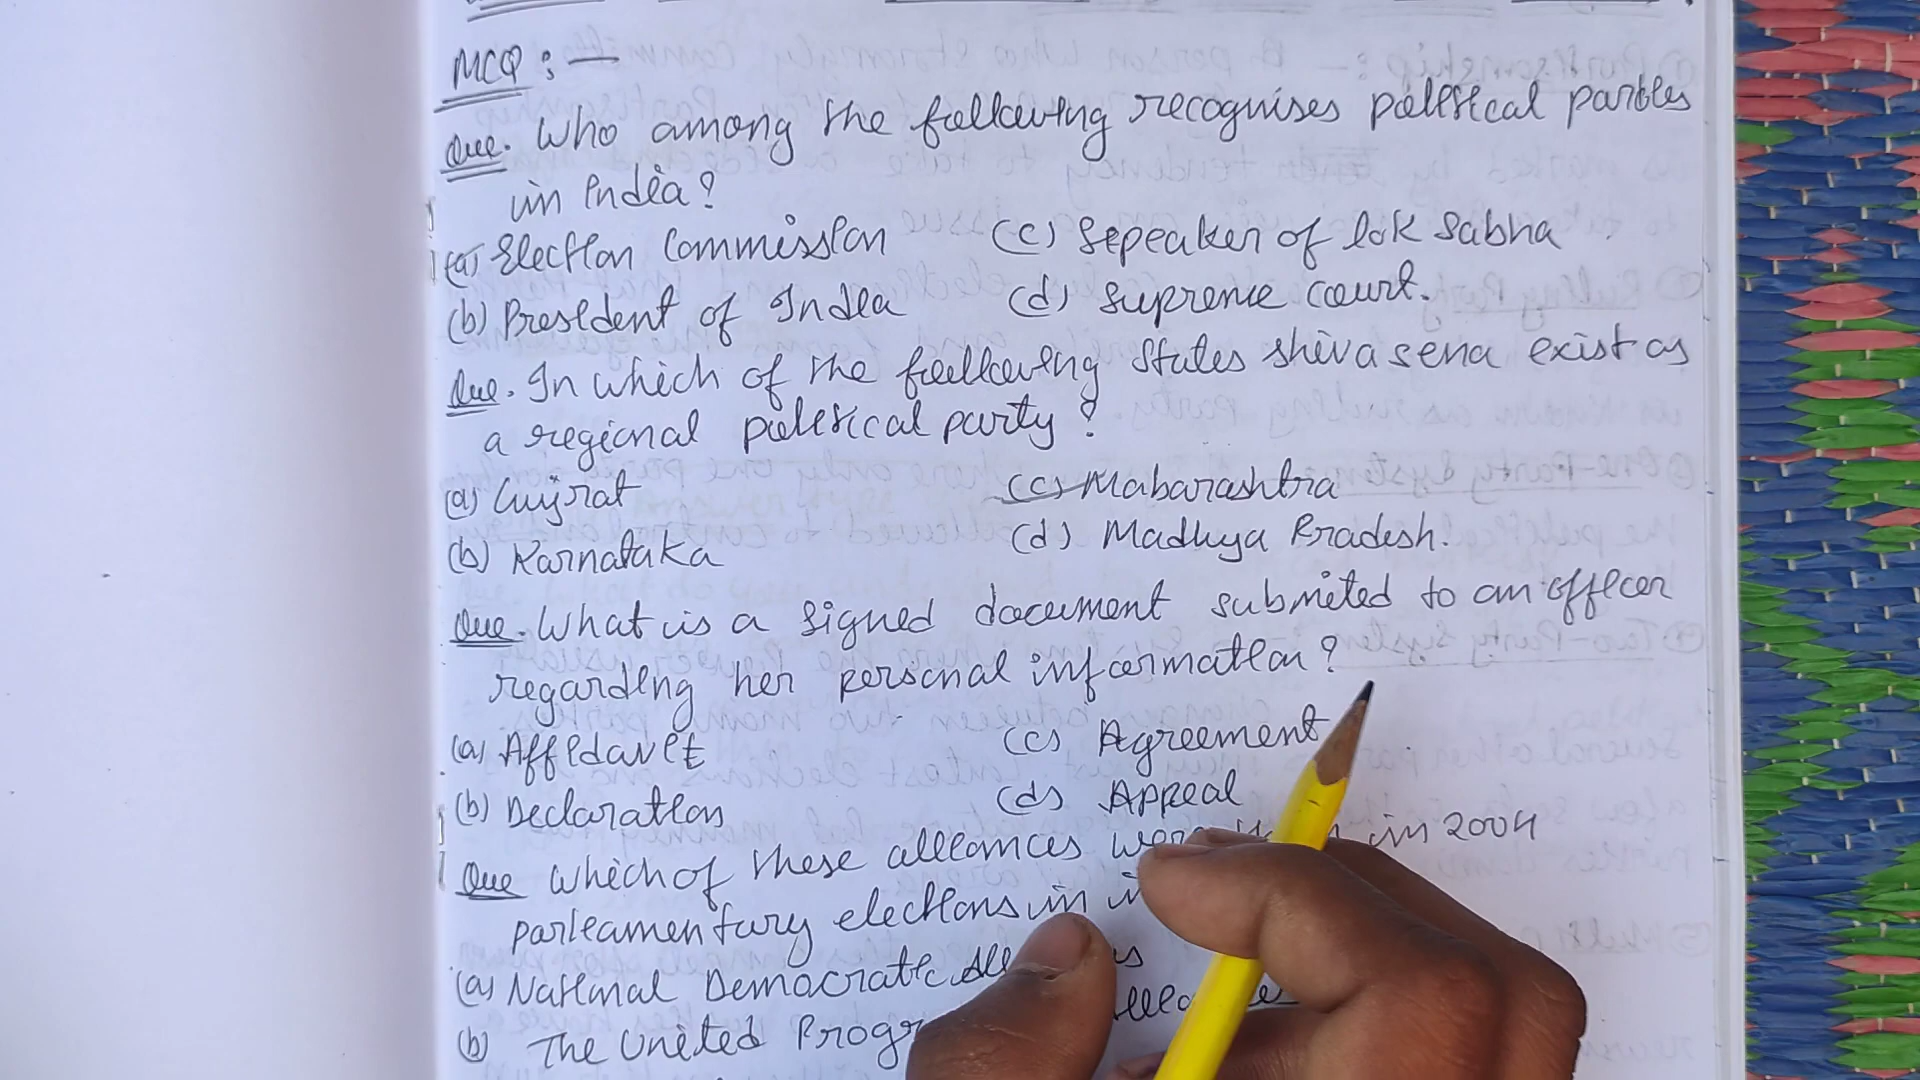 MCQ : —
Que. Who among the following recognises political parties
in India?
(a) Election Commission (c) Sepeaker of lok Sabha
(b) President of India (d) Supreme court.
Que. In which of the following States shiva sena exist as
a regional political party?
(a) Gujrat (c) Mabarashtra
(b) Karnataka (d) Madhya Pradesh.
Que. What is a signed document submited to an officer
regarding her personal information?
(a) Affidavit (c) Agreement
(b) Declaration (d) Appeal
Que Which of these alliances were in 2004
parliamentary elections in
(a) National Democratic
(b) The United